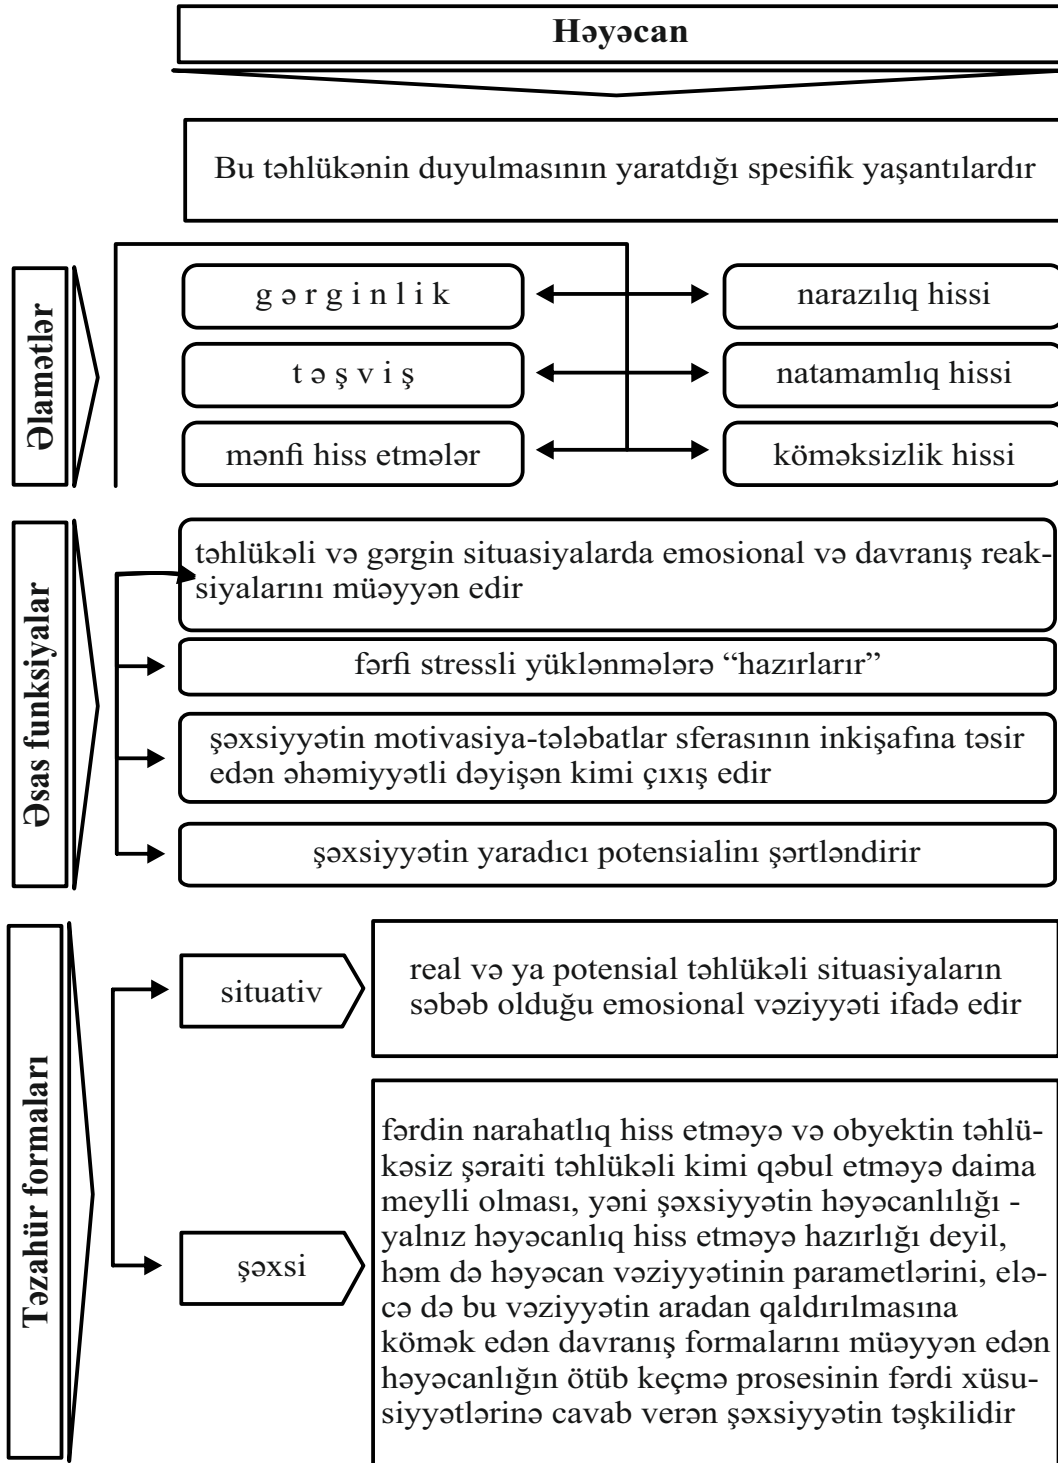 Həyəcan
Bu təhlükənin duyulmasının yaratdığı spesifik yaşantılardır
Əlamətlər
gərginlik
narazılıq hissi
təşviş
natamamlıq hissi
mənfi hiss etmələr
köməksizlik hissi
Əsas funksiyalar
təhlükəli və gərgin situasiyalarda emosional və davranış reak-
siyalarını müəyyən edir
fərfi stressli yüklənmələrə “hazırlarır”
şəxsiyyətin motivasiya-tələbatlar sferasının inkişafına təsir
edən əhəmiyyətli dəyişən kimi çıxış edir
şəxsiyyətin yaradıcı potensialinı şərtləndirir
Təzahür formaları
situativ
real və ya potensial təhlükəli situasiyaların
səbəb olduğu emosional vəziyyəti ifadə edir
şəxsi
fərdin narahatlıq hiss etməyə və obyektin təhlü-
kəsiz şəraiti təhlükəli kimi qəbul etməyə daima
meylli olması, yəni şəxsiyyətin həyəcanlılığı -
yalnız həyəcanlıq hiss etməyə hazırlığı deyil,
həm də həyəcan vəziyyətinin parametlərini, elə-
cə də bu vəziyyətin aradan qaldırılmasına
kömək edən davranış formalarını müəyyən edən
həyəcanlığın ötüb keçmə prosesinin fərdi xüsu-
siyyətlərinə cavab verən şəxsiyyətin təşkilidir